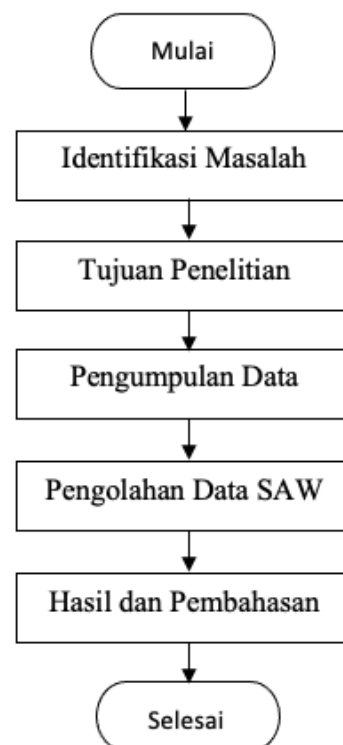 Mulai
Identifikasi Masalah
Tujuan Penelitian
Pengumpulan Data
Pengolahan Data SAW
Hasil dan Pembahasan
Selesai